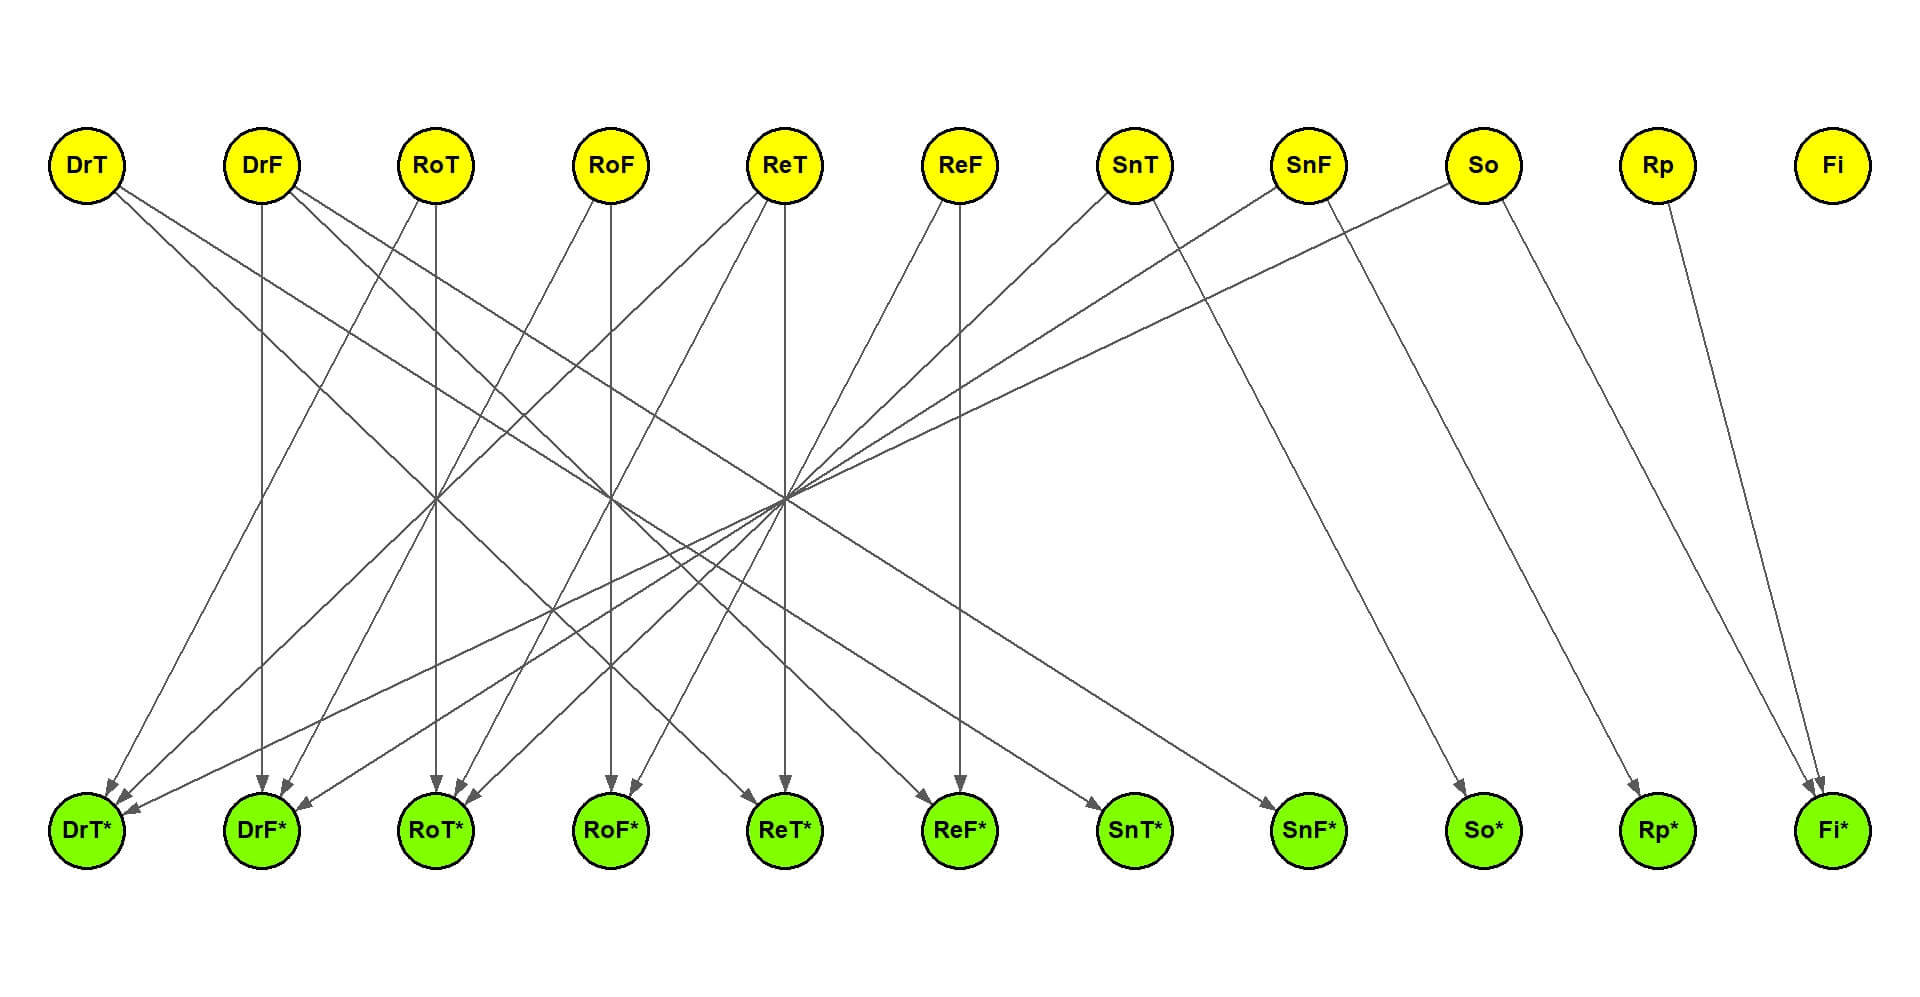 DrT DrF RoT RoF ReT ReF SnT SnF So Rp Fi
DrT* DrF* RoT* RoF* ReT* ReF* SnT* SnF* So* Rp* Fi*